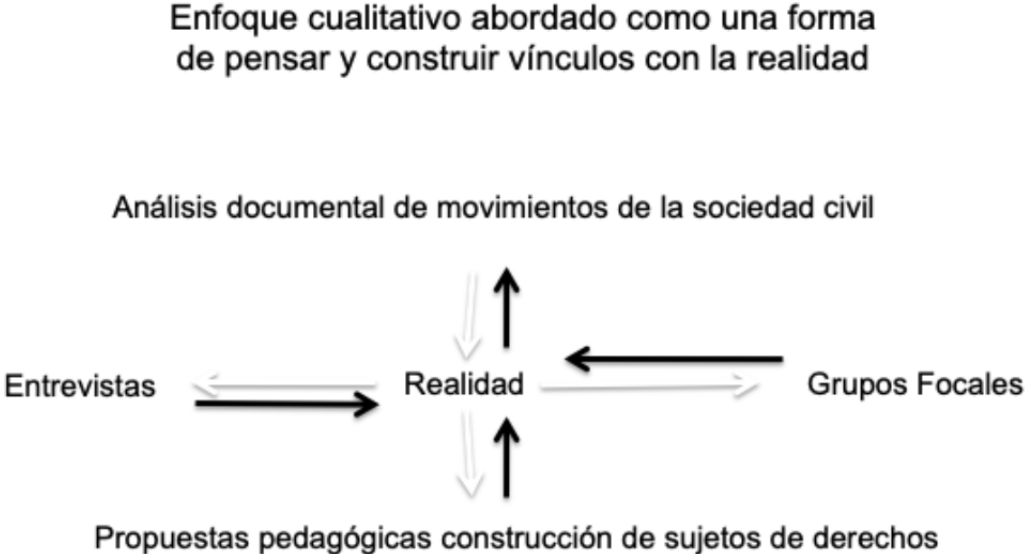 Enfoque cualitativo abordado como una forma
de pensar y construir vínculos con la realidad
Análisis documental de movimientos de la sociedad civil
Entrevistas
Realidad
Grupos Focales
Propuestas pedagógicas construcción de sujetos de derechos